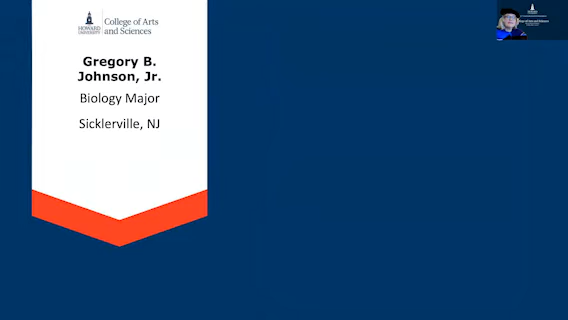 HOWARD
UNIVERSITY
College of Arts
and Sciences
Gregory B.
Johnson, Jr.
Biology Major
Sicklerville, NJ